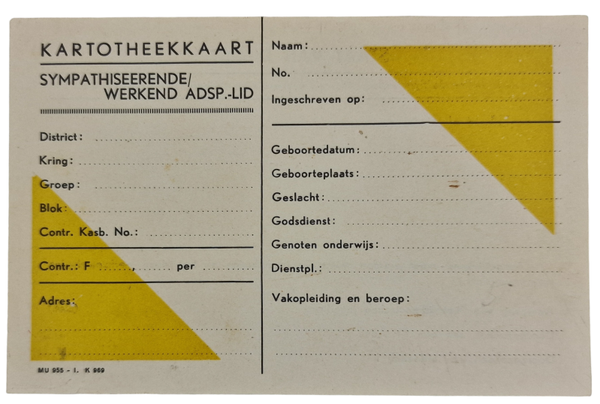 KARTOTHEEKKAART
SYMPATHISEERENDE/
WERKEND ADSP.-LID
District:
Kring:
Groep:
Blok:
Contr. Kasb. No.:
Contr.: F , per
Adres:
MU 955 - 1. K 969
Naam:
No.
Ingeschreven op:
Geboortedatum:
Geboorteplaats:
Geslacht:
Godsdienst:
Genoten onderwijs:
Dienstpl.:
Vakopleiding en beroep: